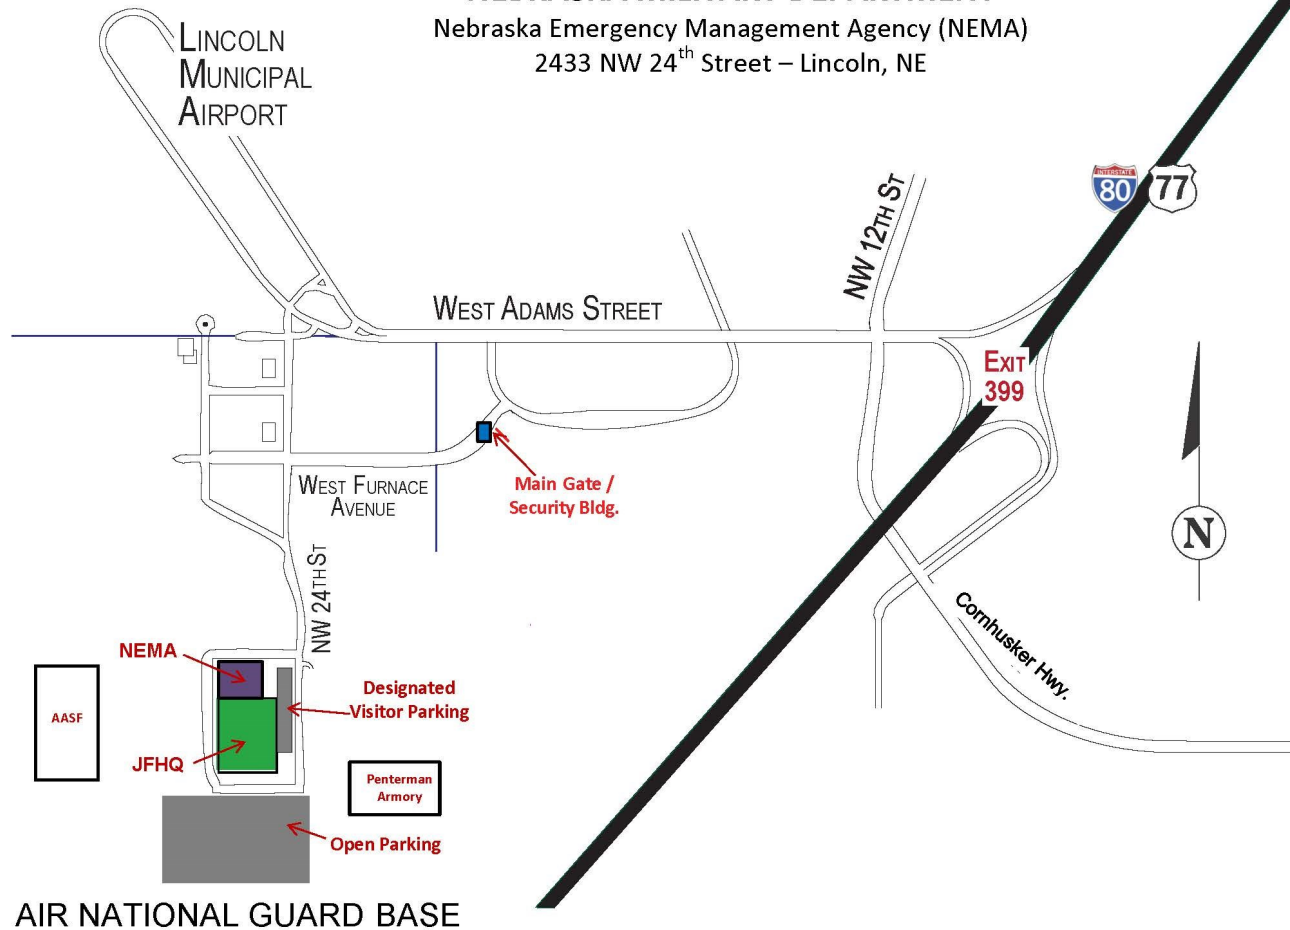 Nebraska Emergency Management Agency (NEMA)
2433 NW 24th Street – Lincoln, NE
LINCOLN
MUNICIPAL
AIRPORT
INTERSTATE
80
77
NW 12TH ST
WEST ADAMS STREET
EXIT
399
Main Gate /
Security Bldg.
WEST FURNACE
AVENUE
N
NW 24TH ST
Cornhusker Hwy.
NEMA
Designated
Visitor Parking
AASF
JFHQ
Penterman
Armory
Open Parking
AIR NATIONAL GUARD BASE